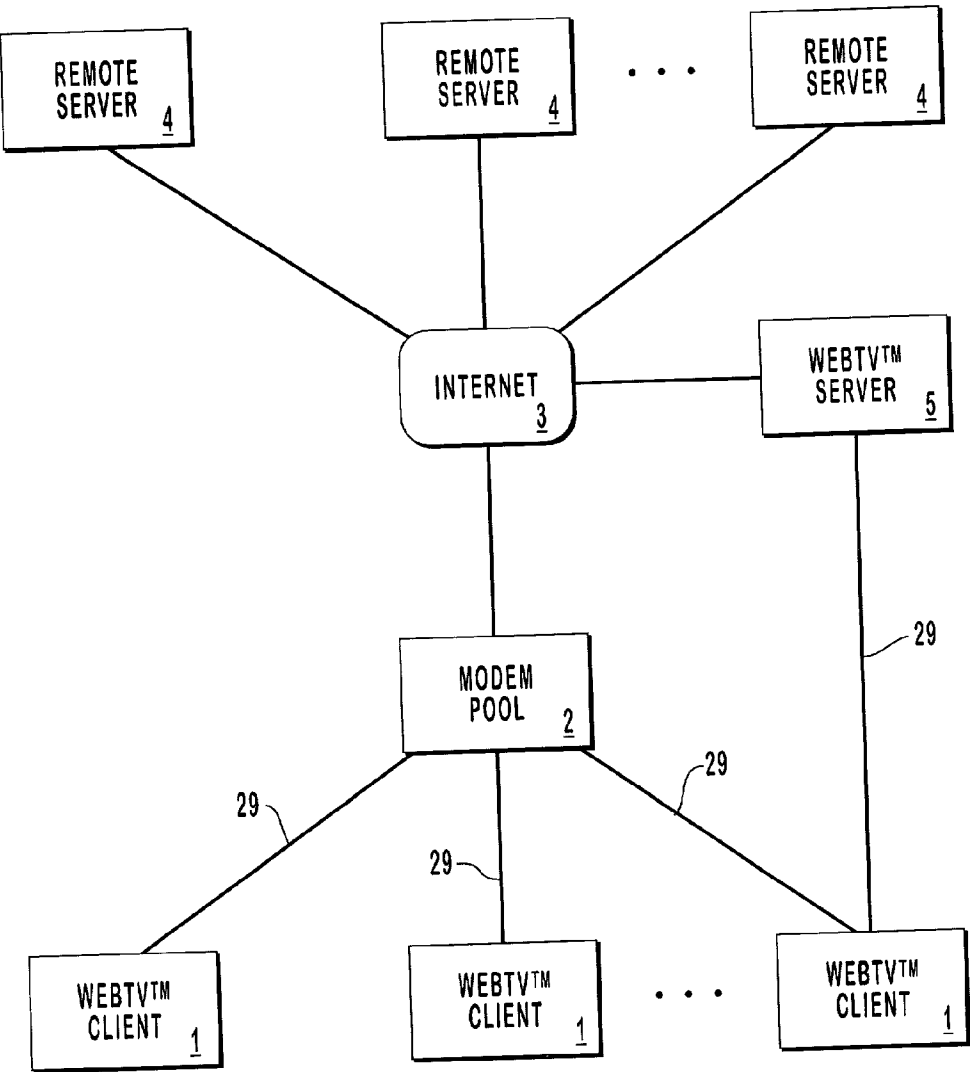 REMOTE
SERVER
4
REMOTE
SERVER
4
• • •
REMOTE
SERVER
4
INTERNET
3
WEBTV™
SERVER
5
29
MODEM
POOL
2
29
29
29
WEBTV™
CLIENT
1
WEBTV™
CLIENT
1
• • •
WEBTV™
CLIENT
1